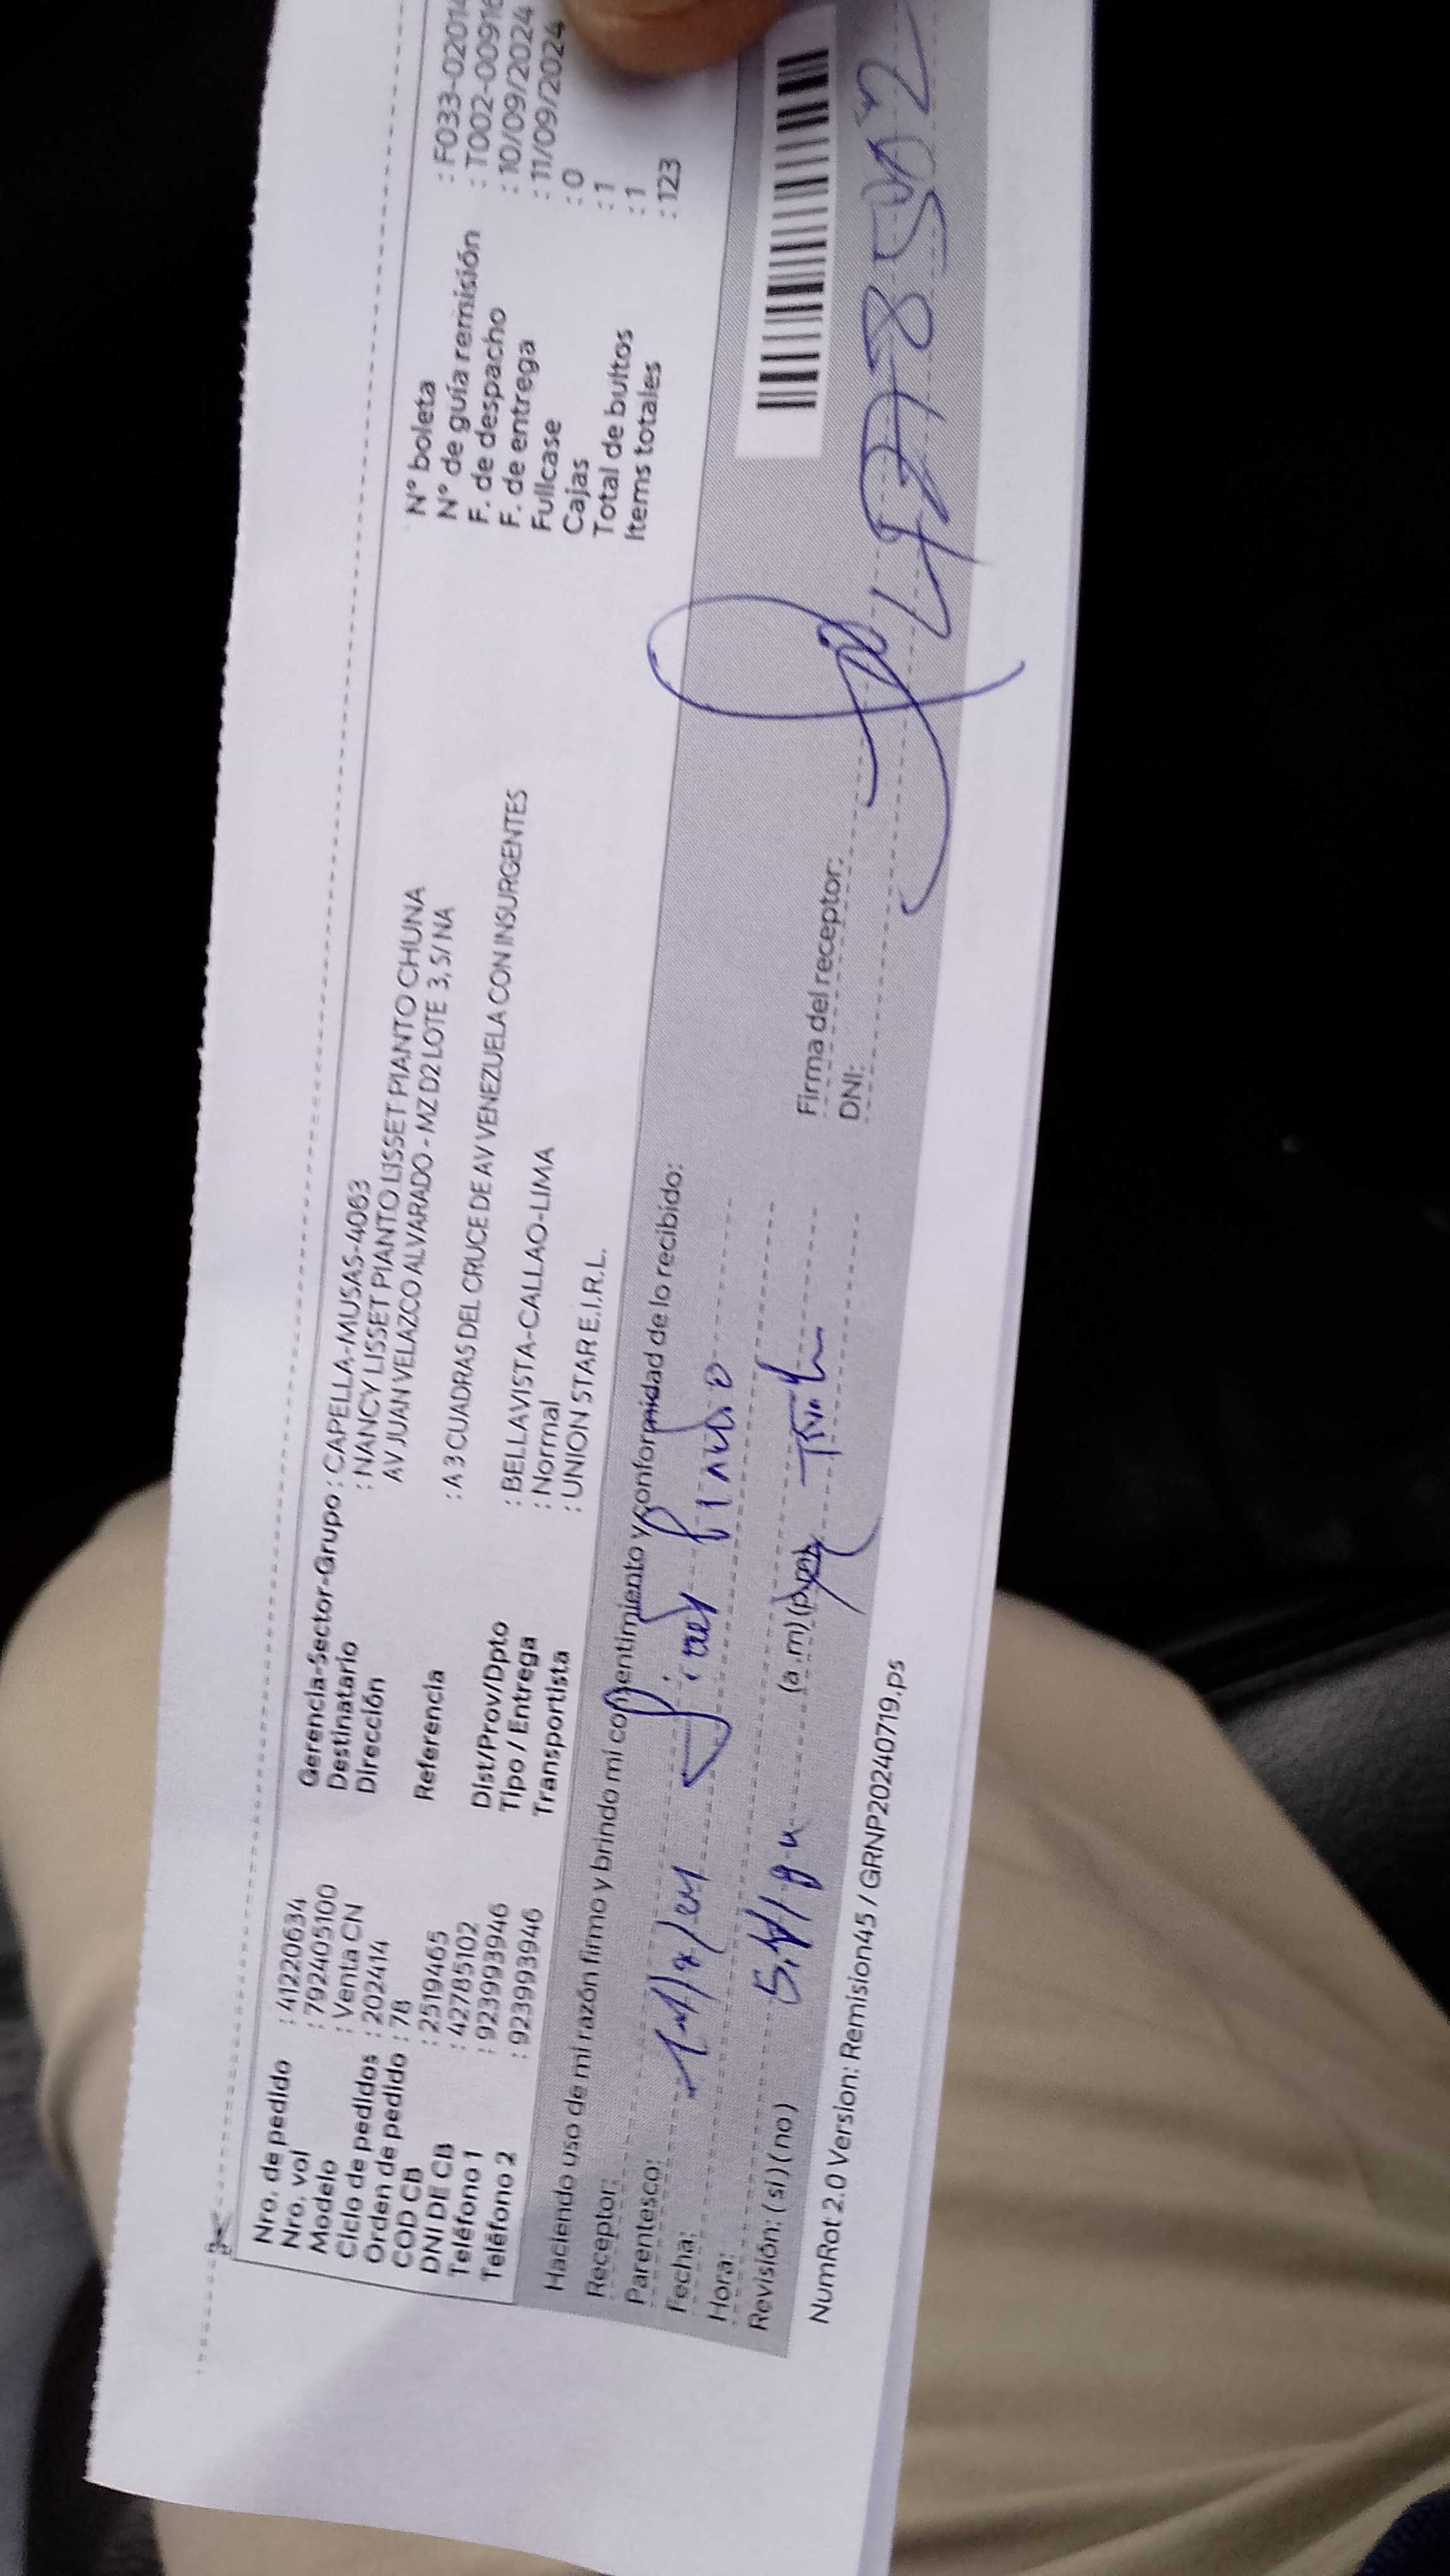 Nro. de pedido : 41220634
Nro. vol : 792405100
Modelo : Venta CN
Ciclo de pedidos : 202414
Orden de pedido : 78
COD CB : 2519465
DNI DE CB : 42785102
Teléfono 1 : 923993946
Teléfono 2 : 923993946
Gerencia-Sector-Grupo : CAPELLA-MUSAS-4063
Destinatario : NANCY LISSET PIANTO LISSET PIANTO CHUNA
Dirección AV JUAN VELAZCO ALVARADO - MZ D2 LOTE 3, S/ NA
Referencia : A 3 CUADRAS DEL CRUCE DE AV VENEZUELA CON INSURGENTES
Dist/Prov/Dpto : BELLAVISTA-CALLAO-LIMA
Tipo / Entrega : Normal
Transportista : UNION STAR E.I.R.L.
N° boleta : F033-0201
N° de guía remisión : T002-0091
F. de despacho : 10/09/2024
F. de entrega : 11/09/2024
Fullcase : 0
Cajas : 1
Total de bultos : 1
Items totales : 123
Haciendo uso de mi razón firmo y brindo mi consentimiento y conformidad de lo recibido:
Receptor:
Parentesco:
Fecha:
Hora: (a.m)(p.m)
Revisión: (si)(no)
Firma del receptor:
DNI:
NumRot 2.0 Version: Remision45 / GRNP20240719.ps